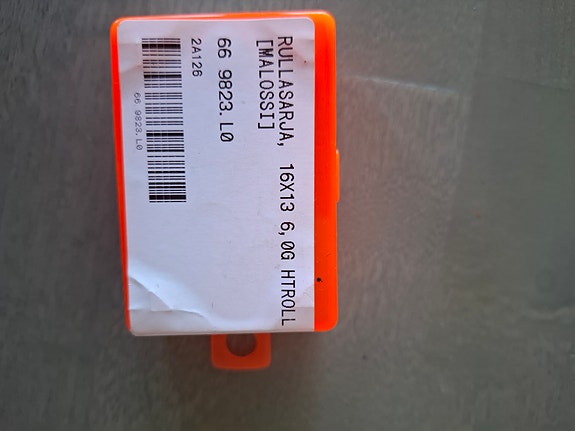 RULLASARJA, 16X13 6,0G HTROLL
[MALOSSI]
66 9823.L0
2A126
66 9823.L0